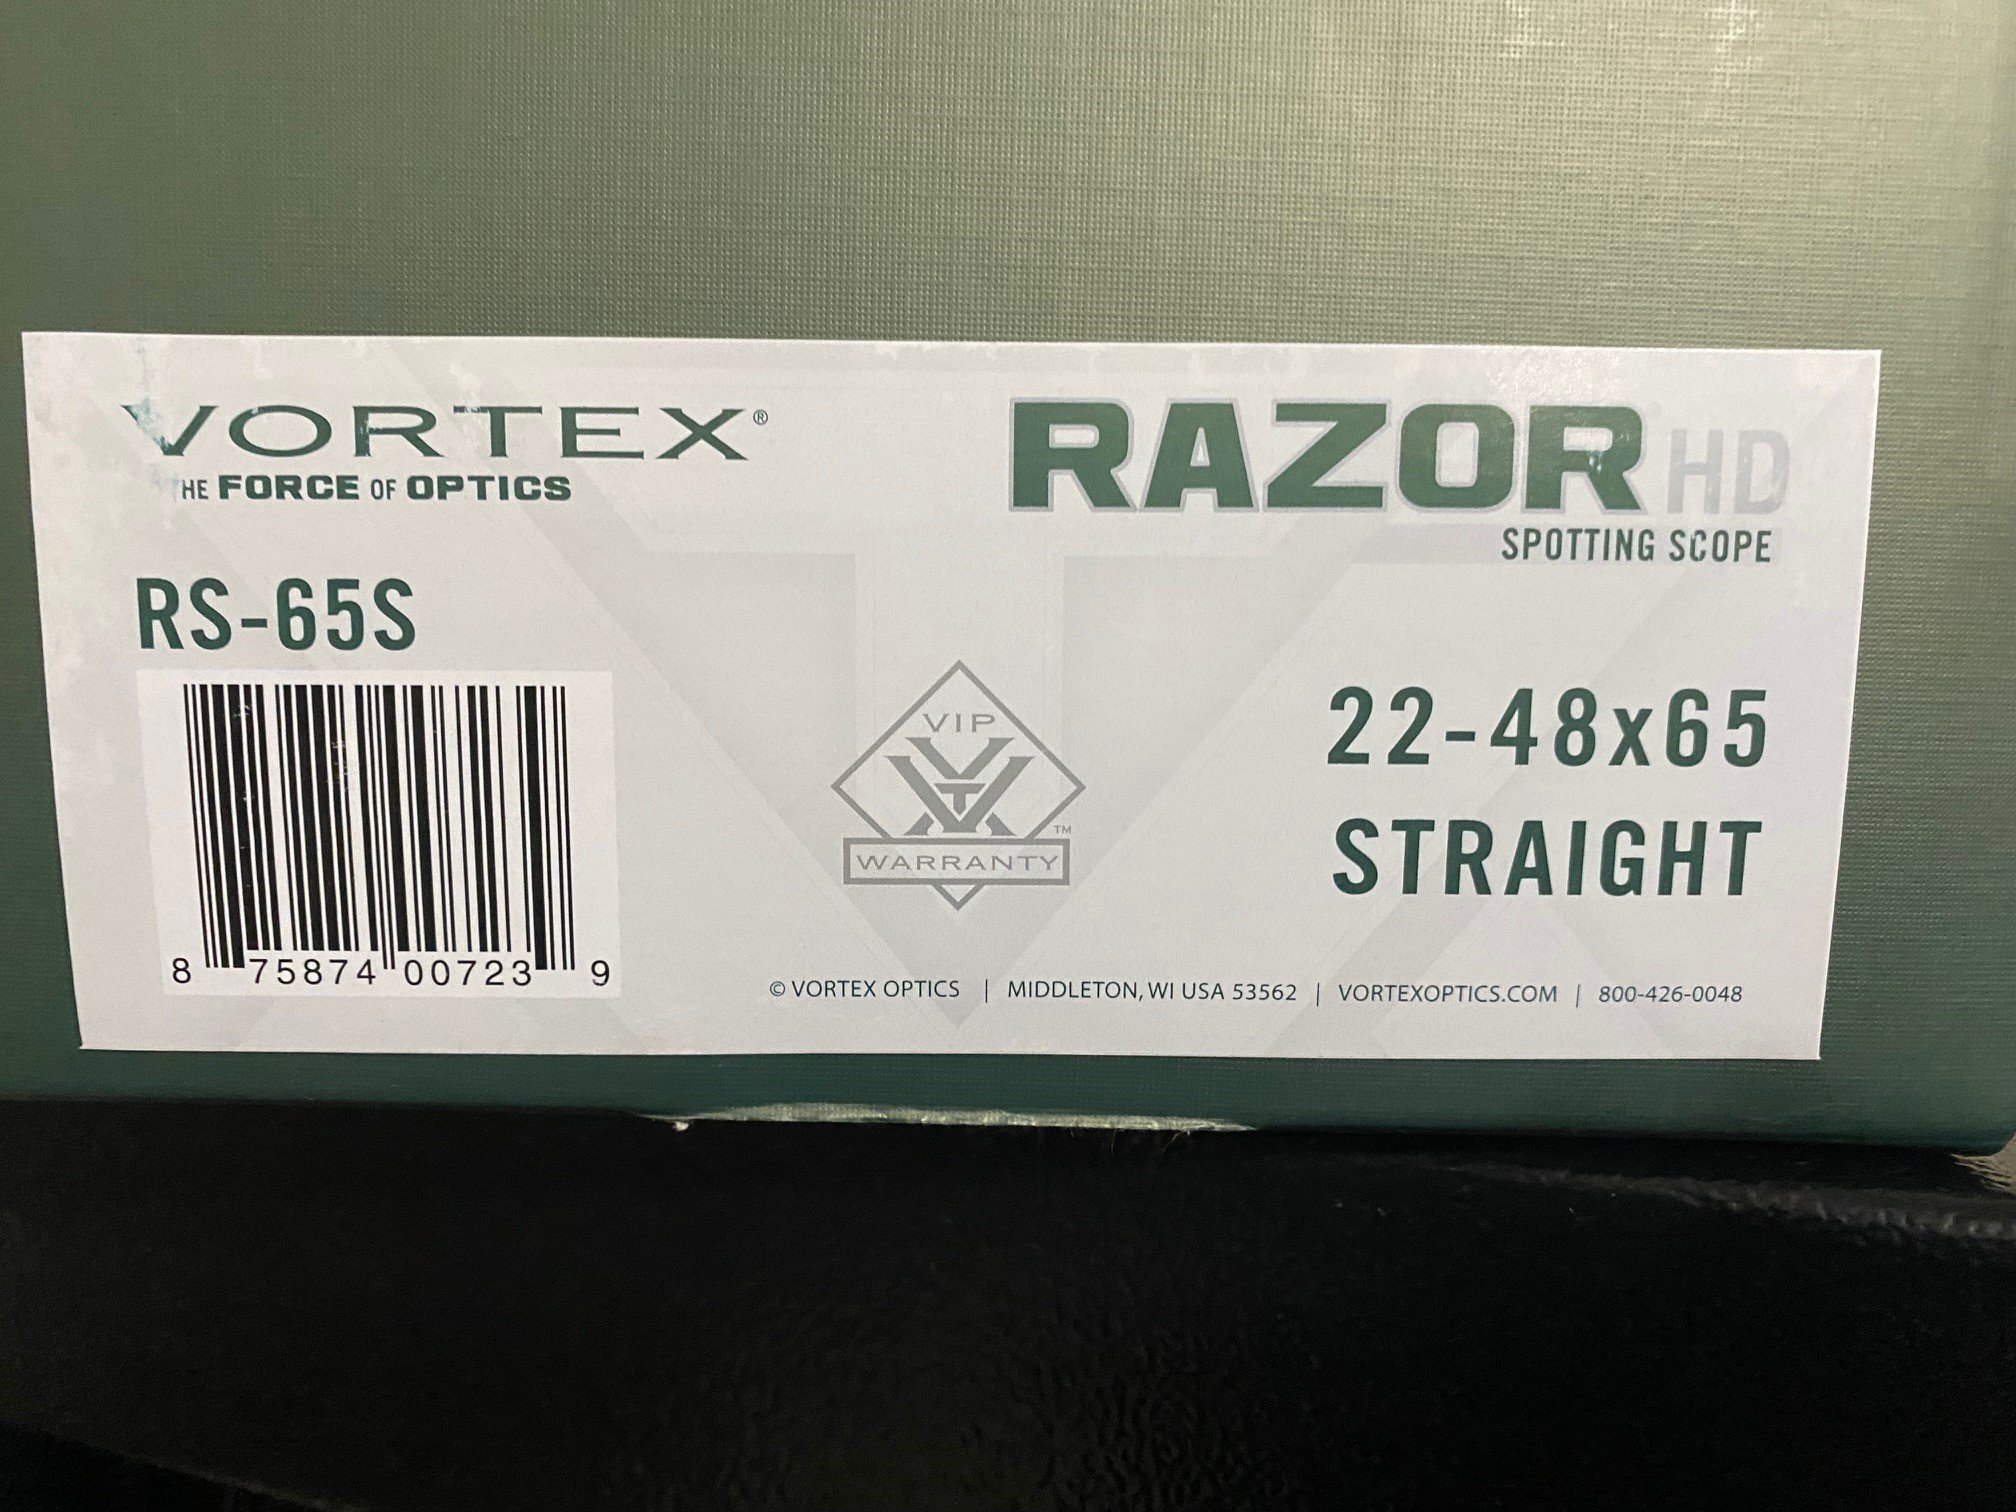 VORTEX®
THE FORCE OF OPTICS
RAZOR HD
SPOTTING SCOPE
RS-65S
8 75874 00723 9
VIP
WARRANTY™
22-48x65
STRAIGHT
© VORTEX OPTICS | MIDDLETON, WI USA 53562 | VORTEXOPTICS.COM | 800-426-0048